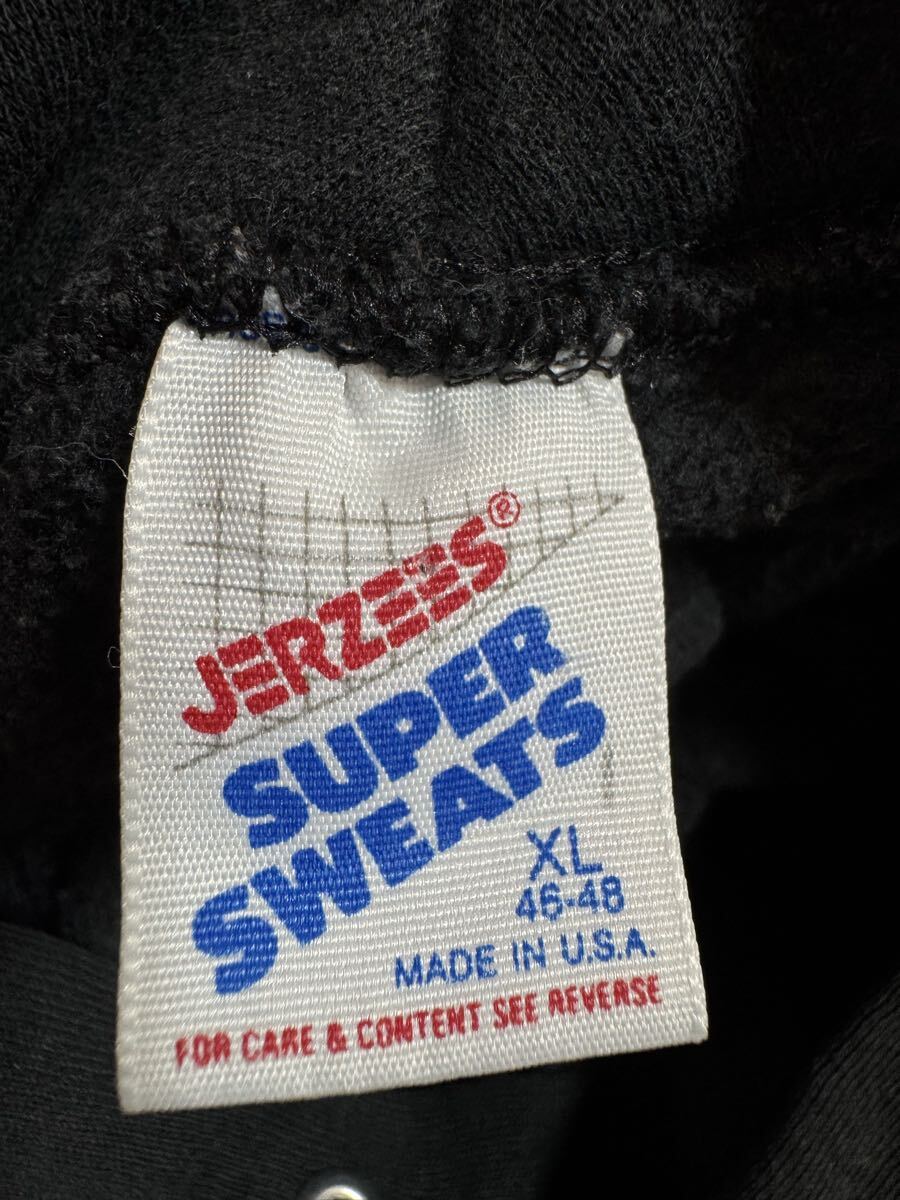 JERZEES®
SUPER
SWEATS
XL
46-48
MADE IN U.S.A.
FOR CARE & CONTENT SEE REVERSE